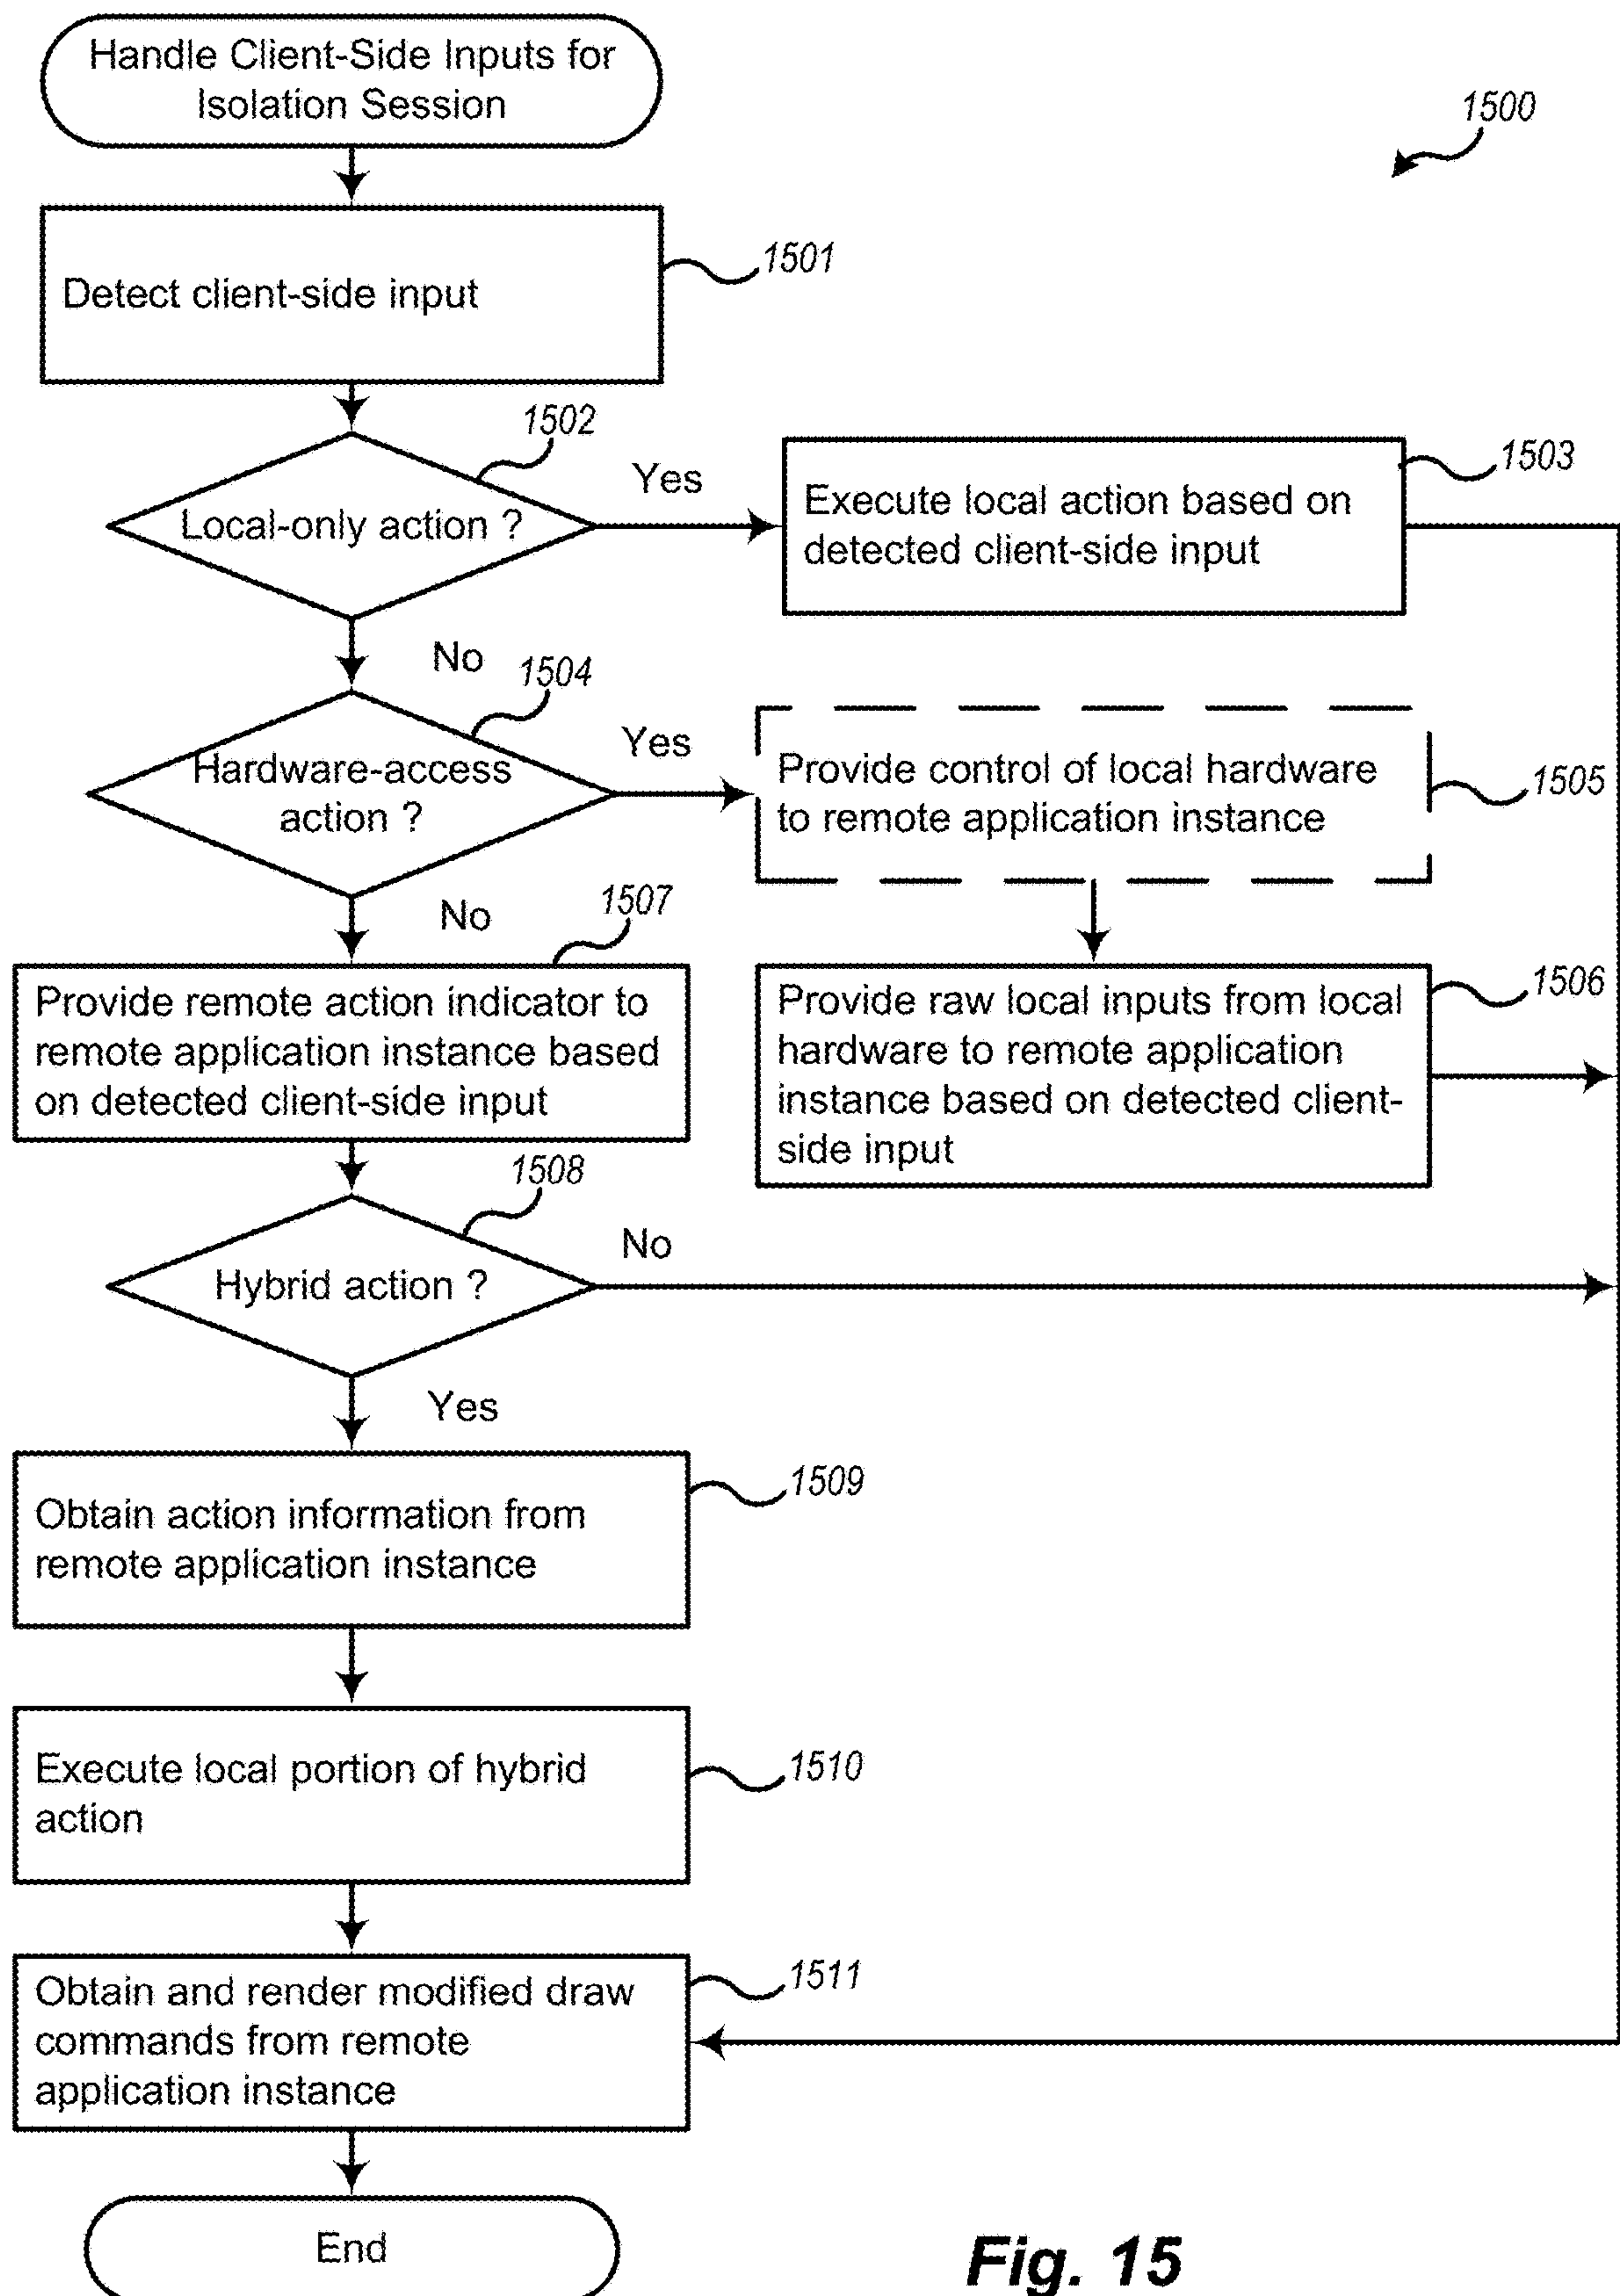 Handle Client-Side Inputs for
Isolation Session
1500
1501
Detect client-side input
1502
Local-only action ?
Yes
1503
Execute local action based on
detected client-side input
No
1504
Hardware-access
action ?
Yes
Provide control of local hardware
to remote application instance
1505
No
1507
Provide remote action indicator to
remote application instance based
on detected client-side input
1506
Provide raw local inputs from local
hardware to remote application
instance based on detected client-
side input
1508
Hybrid action ?
No
Yes
1509
Obtain action information from
remote application instance
1510
Execute local portion of hybrid
action
1511
Obtain and render modified draw
commands from remote
application instance
End
Fig. 15